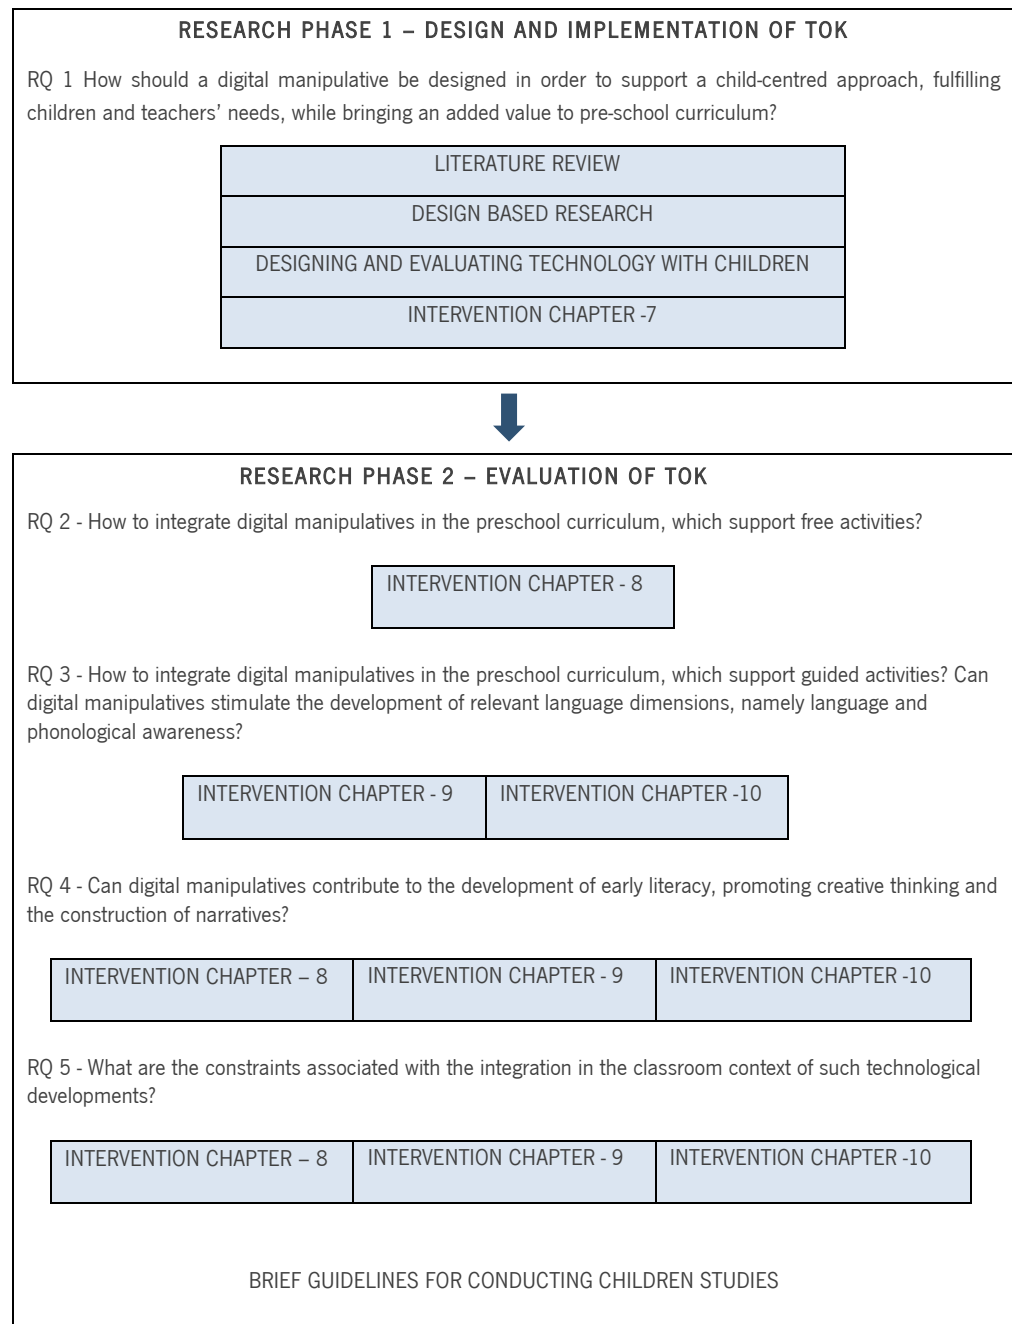 RESEARCH PHASE 1 – DESIGN AND IMPLEMENTATION OF TOK
RQ 1 How should a digital manipulative be designed in order to support a child-centred approach, fulfilling
children and teachers’ needs, while bringing an added value to pre-school curriculum?
LITERATURE REVIEW
DESIGN BASED RESEARCH
DESIGNING AND EVALUATING TECHNOLOGY WITH CHILDREN
INTERVENTION CHAPTER -7
RESEARCH PHASE 2 – EVALUATION OF TOK
RQ 2 - How to integrate digital manipulatives in the preschool curriculum, which support free activities?
INTERVENTION CHAPTER - 8
RQ 3 - How to integrate digital manipulatives in the preschool curriculum, which support guided activities? Can
digital manipulatives stimulate the development of relevant language dimensions, namely language and
phonological awareness?
INTERVENTION CHAPTER - 9 INTERVENTION CHAPTER -10
RQ 4 - Can digital manipulatives contribute to the development of early literacy, promoting creative thinking and
the construction of narratives?
INTERVENTION CHAPTER – 8 INTERVENTION CHAPTER - 9 INTERVENTION CHAPTER -10
RQ 5 - What are the constraints associated with the integration in the classroom context of such technological
developments?
INTERVENTION CHAPTER – 8 INTERVENTION CHAPTER - 9 INTERVENTION CHAPTER -10
BRIEF GUIDELINES FOR CONDUCTING CHILDREN STUDIES